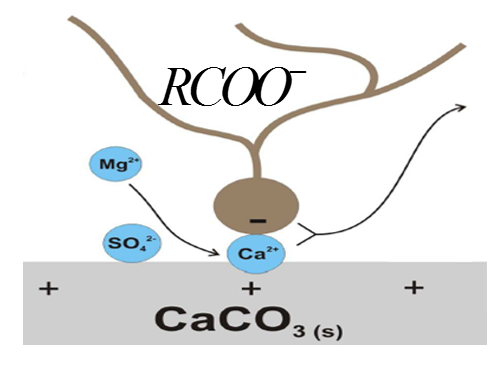 RCOO⁻
Mg²⁺
−
SO₄²⁻
Ca²⁺
+ + +
CaCO₃ (s)